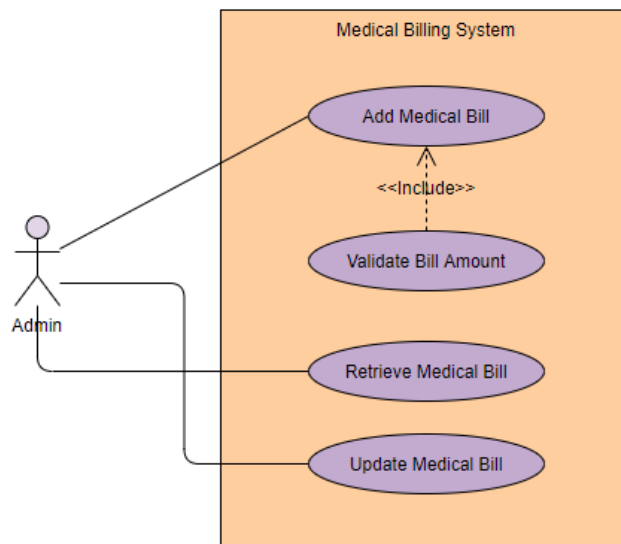 Medical Billing System
Add Medical Bill
<<Include>>
Validate Bill Amount
Admin
Retrieve Medical Bill
Update Medical Bill